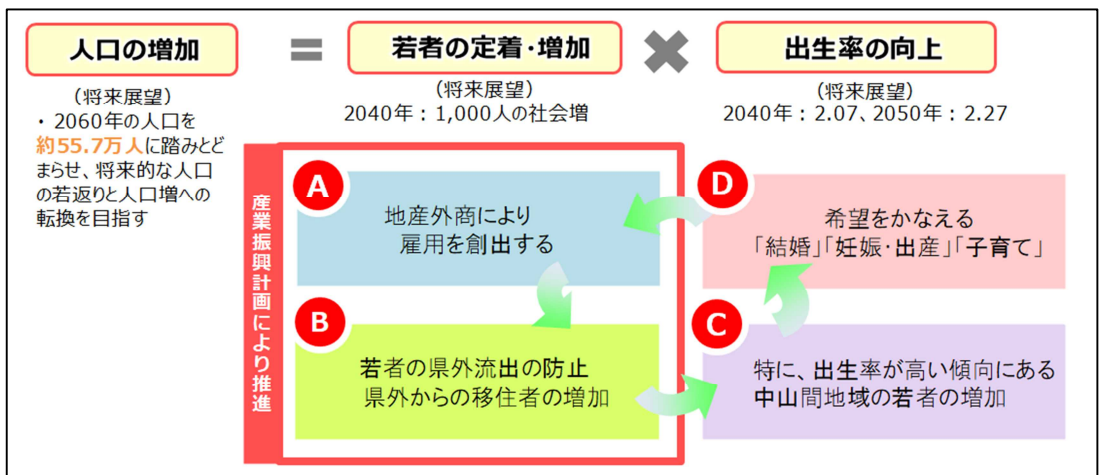 人口の増加 = 若者の定着・増加 × 出生率の向上
(将来展望)
・ 2060年の人口を
約55.7万人に踏みとど
まらせ、将来的な人口
の若返りと人口増への
転換を目指す
(将来展望)
2040年:1,000人の社会増
(将来展望)
2040年:2.07、2050年:2.27
産業振興計画により推進
A
地産外商により
雇用を創出する
B
若者の県外流出の防止
県外からの移住者の増加
C
特に、出生率が高い傾向にある
中山間地域の若者の増加
D
希望をかなえる
「結婚」「妊娠・出産」「子育て」